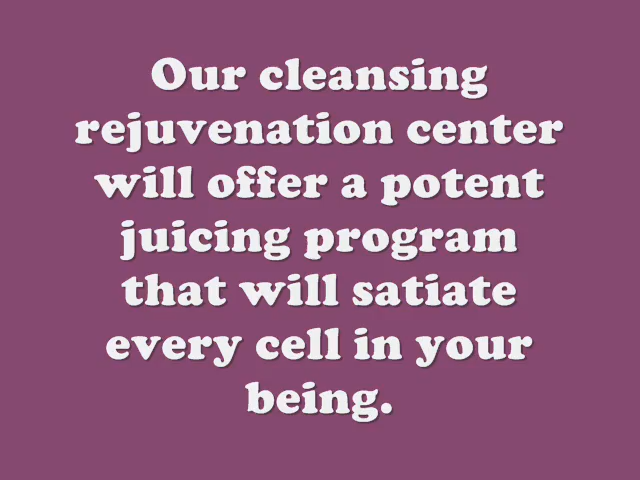 Our cleansing
rejuvenation center
will offer a potent
juicing program
that will satiate
every cell in your
being.